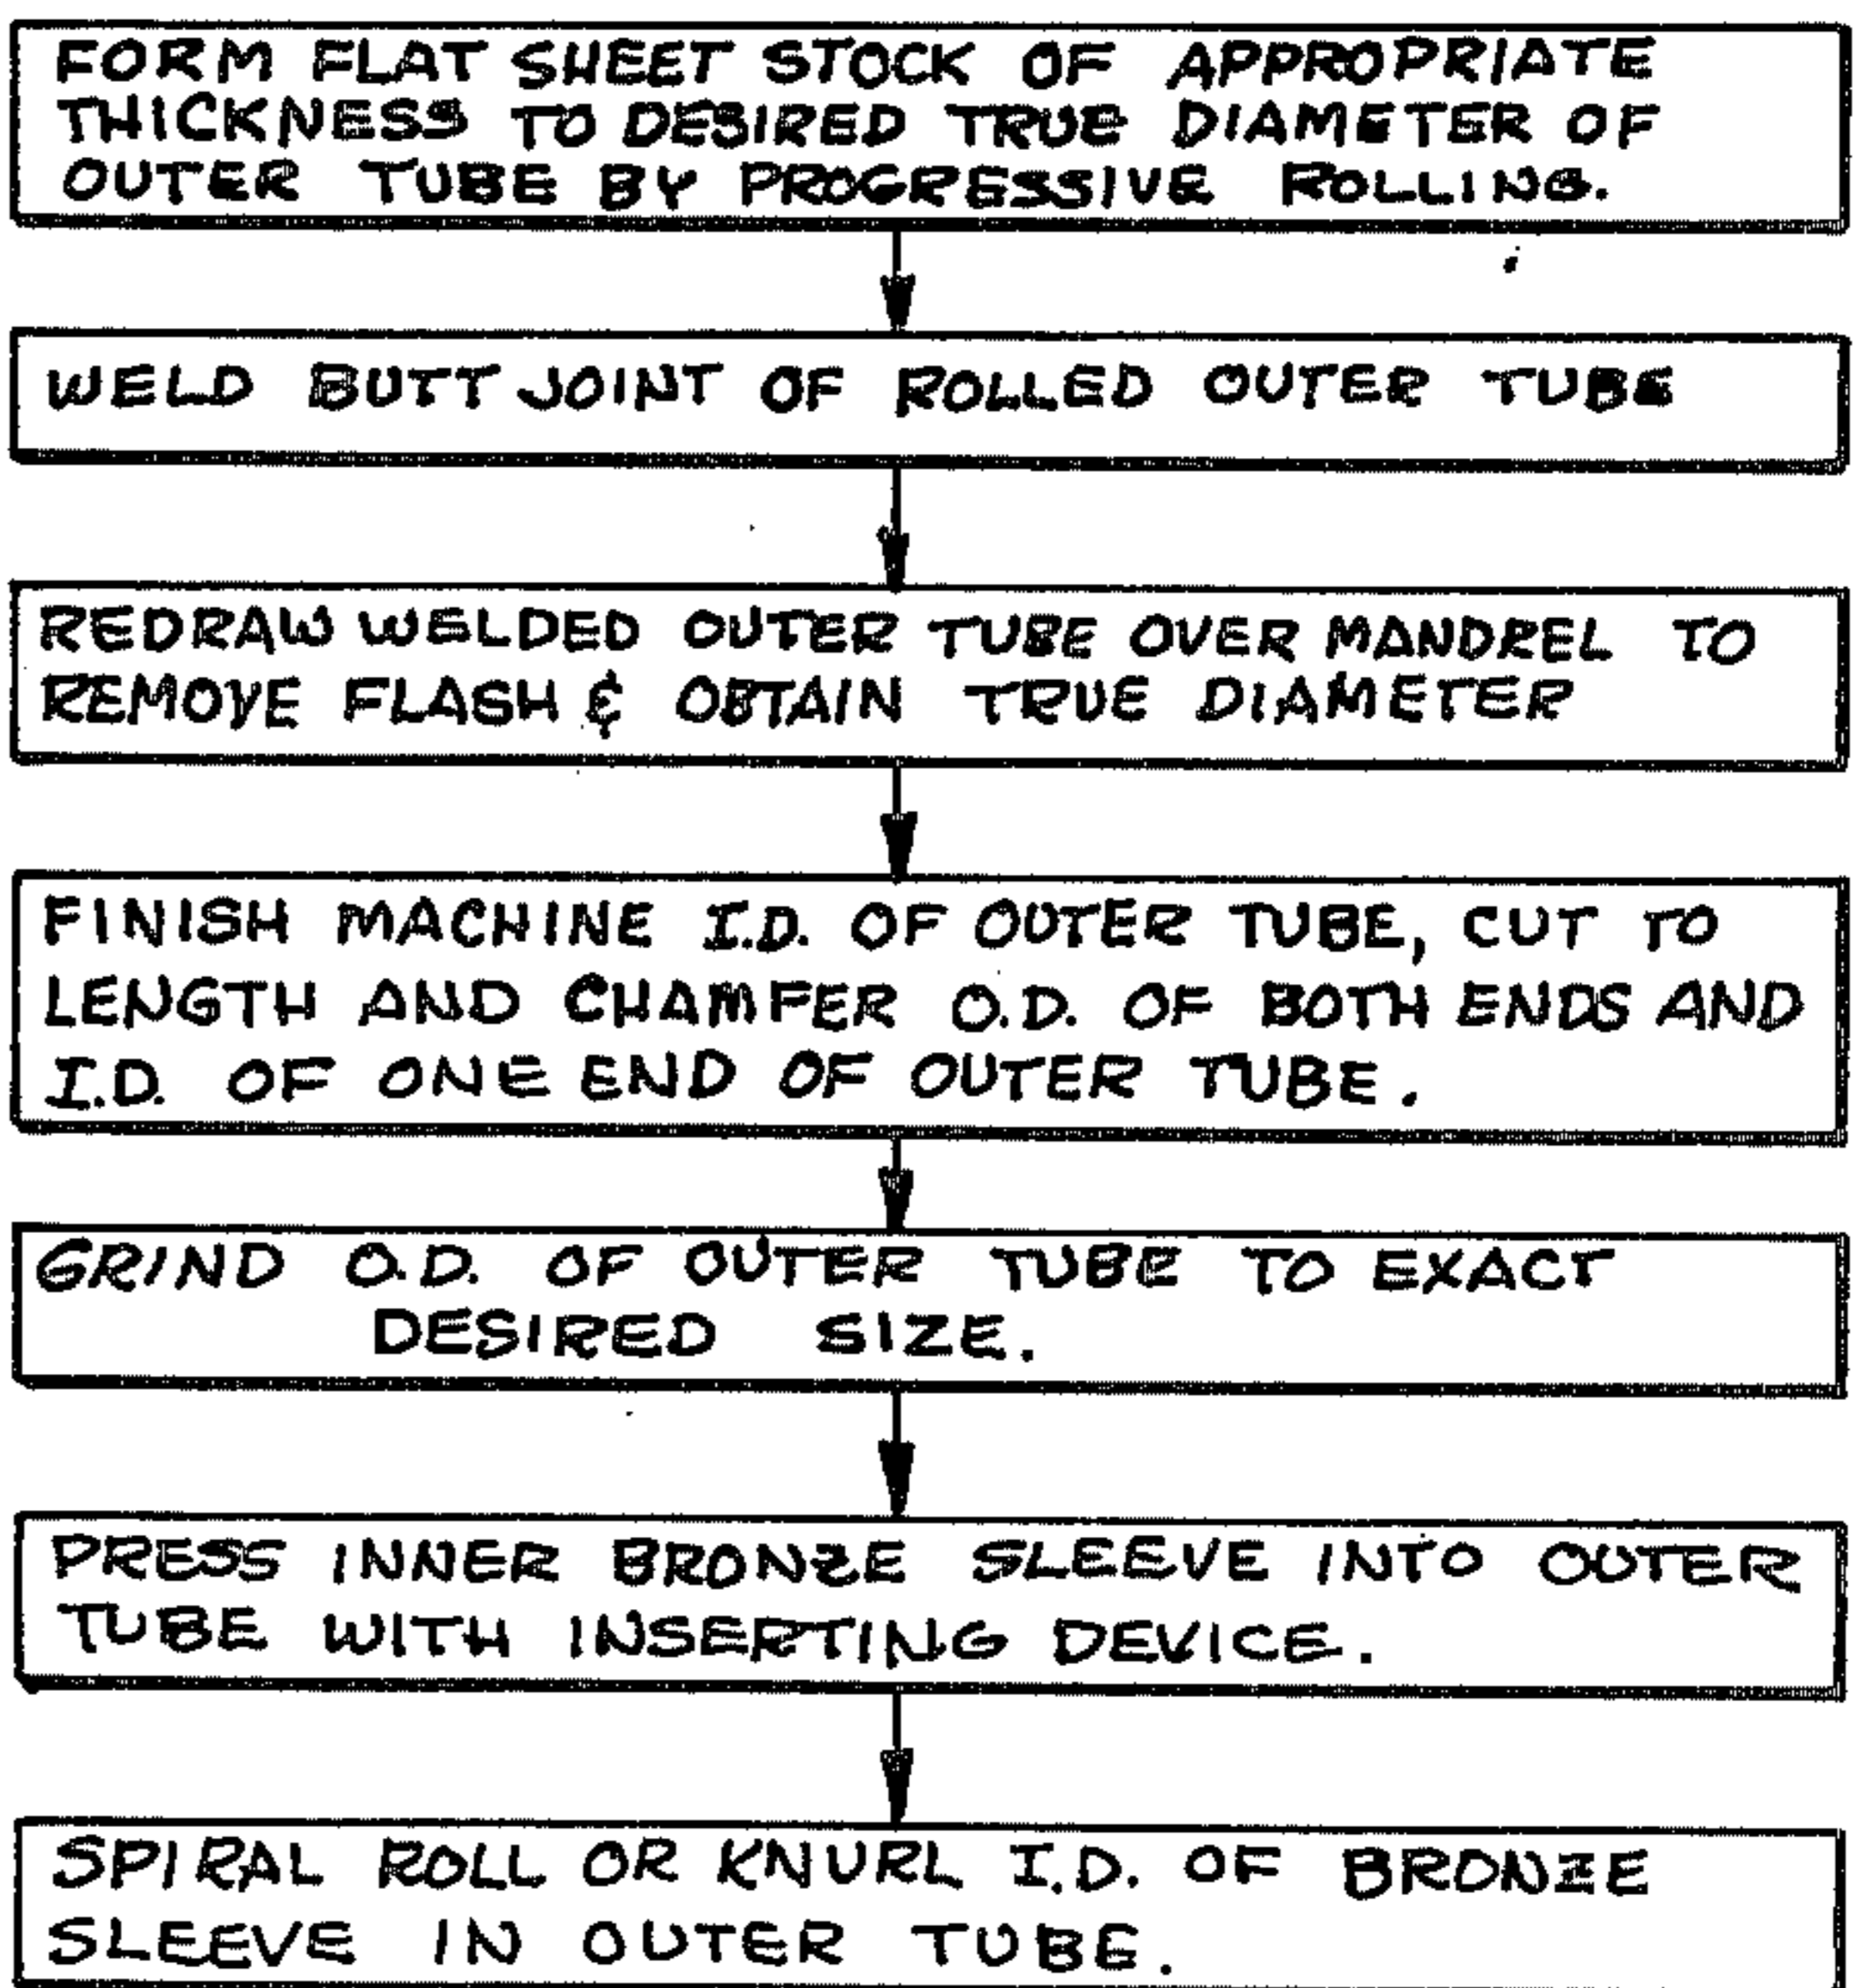 FORM FLAT SHEET STOCK OF APPROPRIATE
THICKNESS TO DESIRED TRUE DIAMETER OF
OUTER TUBE BY PROGRESSIVE ROLLING.
WELD BUTT JOINT OF ROLLED OUTER TUBE
REDRAW WELDED OUTER TUBE OVER MANDREL TO
REMOVE FLASH & OBTAIN TRUE DIAMETER
FINISH MACHINE I.D. OF OUTER TUBE, CUT TO
LENGTH AND CHAMFER O.D. OF BOTH ENDS AND
I.D. OF ONE END OF OUTER TUBE.
GRIND O.D. OF OUTER TUBE TO EXACT
DESIRED SIZE.
PRESS INNER BRONZE SLEEVE INTO OUTER
TUBE WITH INSERTING DEVICE.
SPIRAL ROLL OR KNURL I.D. OF BRONZE
SLEEVE IN OUTER TUBE.